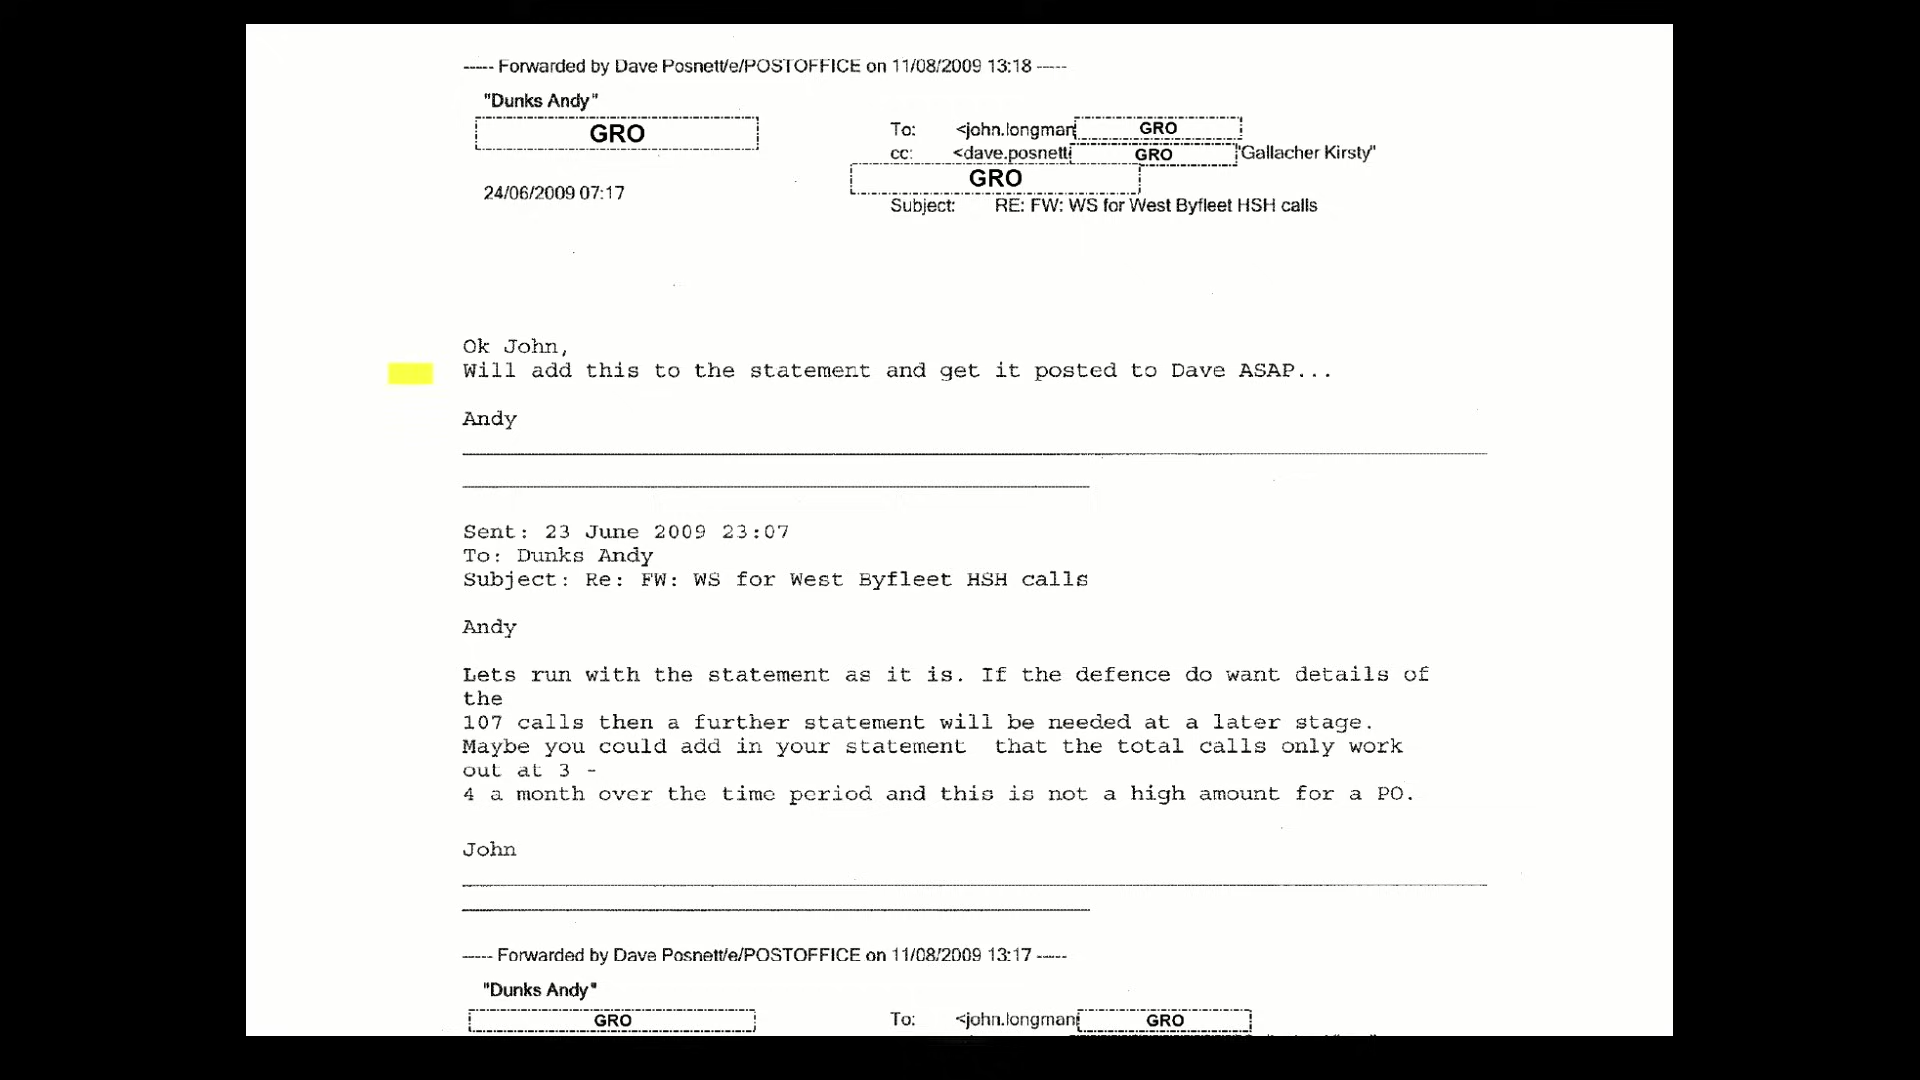 ----- Forwarded by Dave Posnett/e/POSTOFFICE on 11/08/2009 13:18 -----
"Dunks Andy"
GRO
To: <john.longman GRO
cc: <dave.posnett GRO "Gallacher Kirsty"
GRO
24/06/2009 07:17
Subject: RE: FW: WS for West Byfleet HSH calls
Ok John,
Will add this to the statement and get it posted to Dave ASAP...
Andy
Sent: 23 June 2009 23:07
To: Dunks Andy
Subject: Re: FW: WS for West Byfleet HSH calls
Andy
Lets run with the statement as it is. If the defence do want details of
the
107 calls then a further statement will be needed at a later stage.
Maybe you could add in your statement that the total calls only work
out at 3 -
4 a month over the time period and this is not a high amount for a PO.
John
----- Forwarded by Dave Posnett/e/POSTOFFICE on 11/08/2009 13:17 -----
"Dunks Andy"
GRO
To: <john.longman GRO